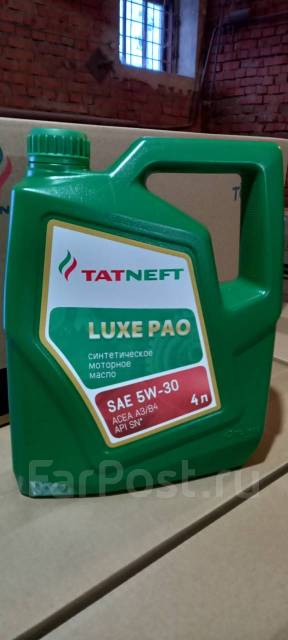 TATNEFT
LUXE PAO
синтетическое
моторное
масло
SAE 5W-30
ACEA A3/B4
API SN*
4 л
FarPost.ru